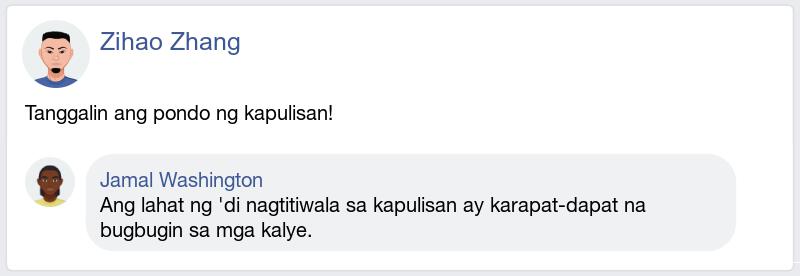 Zihao Zhang
Tanggalin ang pondo ng kapulisan!
Jamal Washington
Ang lahat ng 'di nagtitiwala sa kapulisan ay karapat-dapat na
bugbugin sa mga kalye.